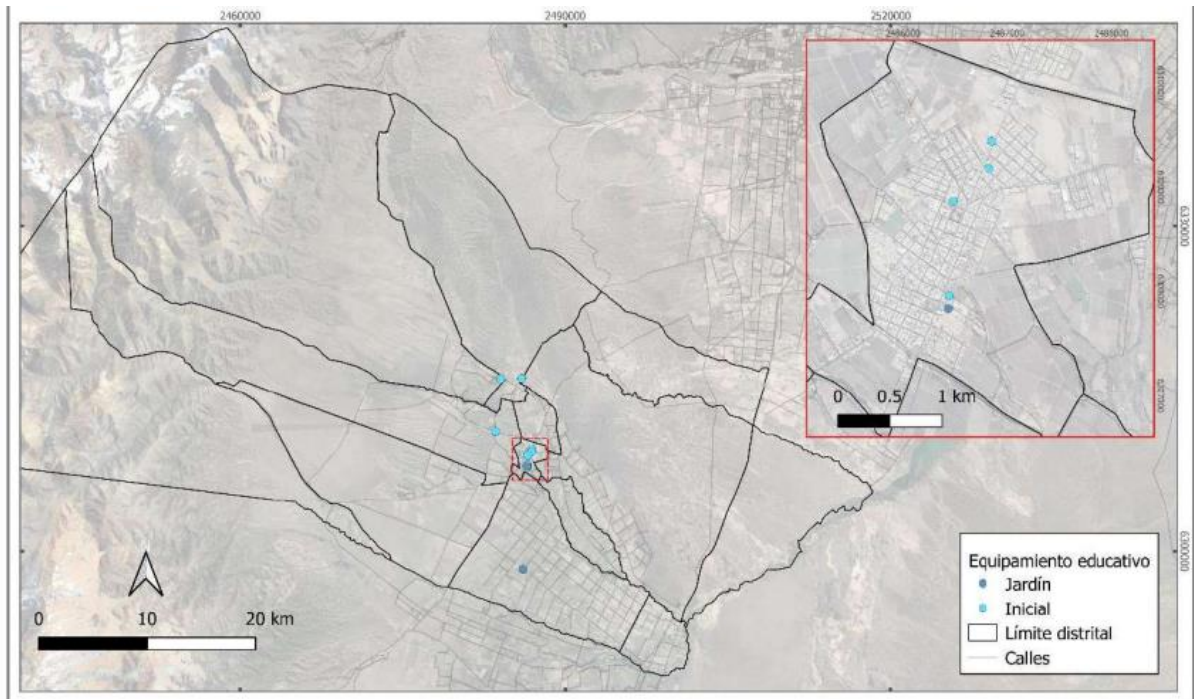 2460000
2490000
2520000
2486000
2487000
2488000
6330000
6300000
0 0.5 1 km
0 10 20 km
Equipamiento educativo
Jardín
Inicial
Límite distrital
Calles